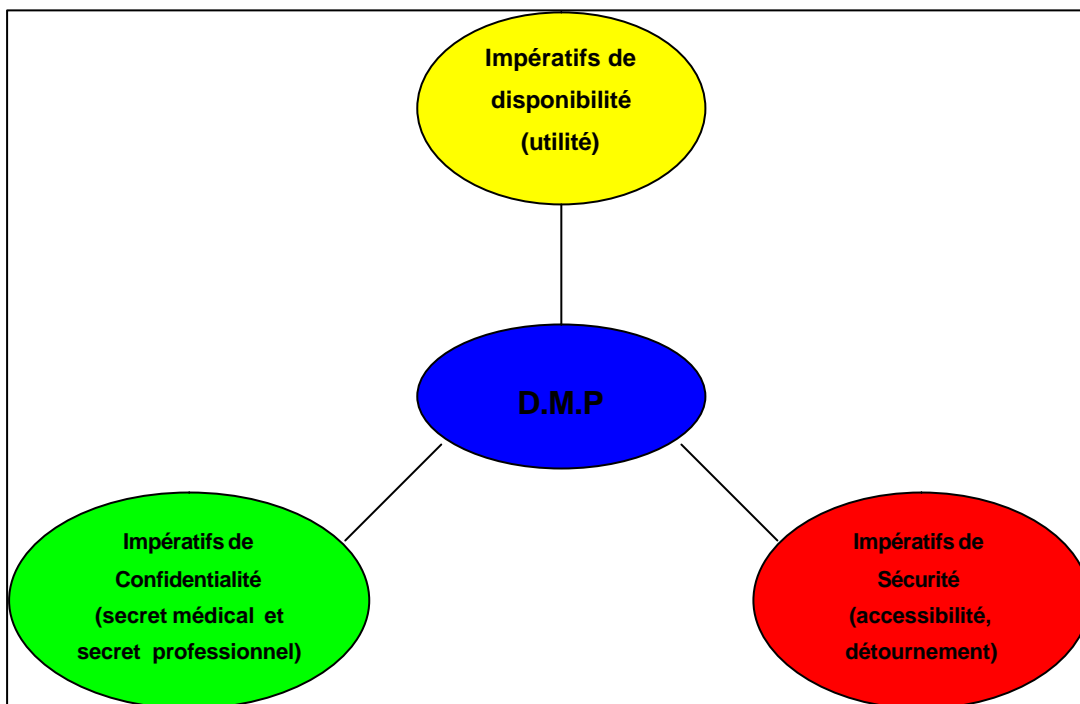 Impératifs de
disponibilité
(utilité)
D.M.P
Impératifs de
Confidentialité
(secret médical et
secret professionnel)
Impératifs de
Sécurité
(accessibilité,
détournement)